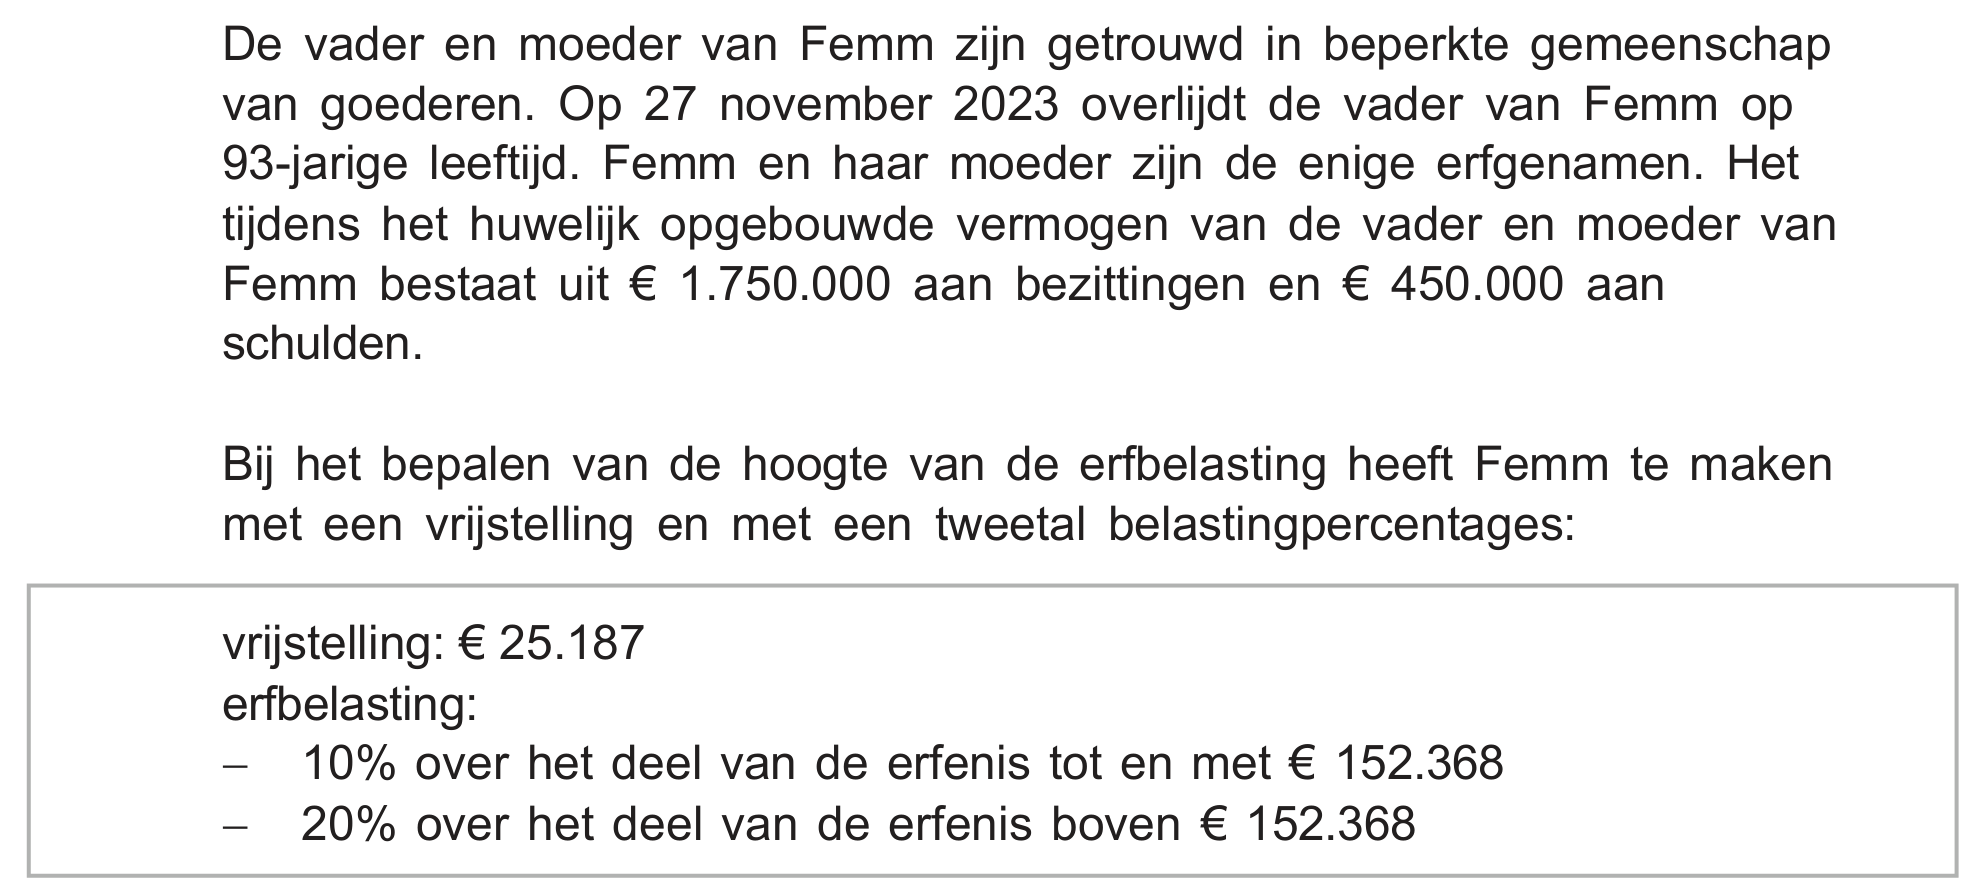 De vader en moeder van Femm zijn getrouwd in beperkte gemeenschap
van goederen. Op 27 november 2023 overlijdt de vader van Femm op
93-jarige leeftijd. Femm en haar moeder zijn de enige erfgenamen. Het
tijdens het huwelijk opgebouwde vermogen van de vader en moeder van
Femm bestaat uit € 1.750.000 aan bezittingen en € 450.000 aan
schulden.
Bij het bepalen van de hoogte van de erfbelasting heeft Femm te maken
met een vrijstelling en met een tweetal belastingpercentages:
vrijstelling: € 25.187
erfbelasting:
– 10% over het deel van de erfenis tot en met € 152.368
– 20% over het deel van de erfenis boven € 152.368